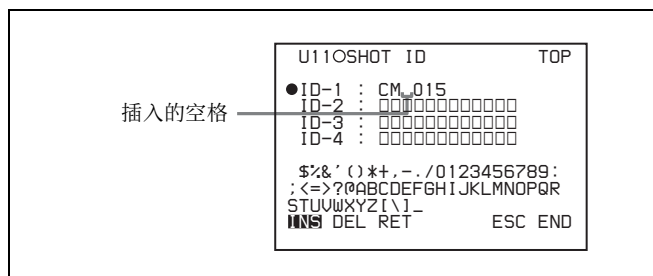 U11○SHOT ID TOP
●ID-1 : CM␣015
插入的空格
ID-2 : □□□□□□□□□□□□
ID-3 : □□□□□□□□□□□□
ID-4 : □□□□□□□□□□□□
$%&'()*+,-./0123456789:
;<=>?@ABCDEFGHIJKLMNOPQR
STUVWXYZ[\]_
INS DEL RET ESC END